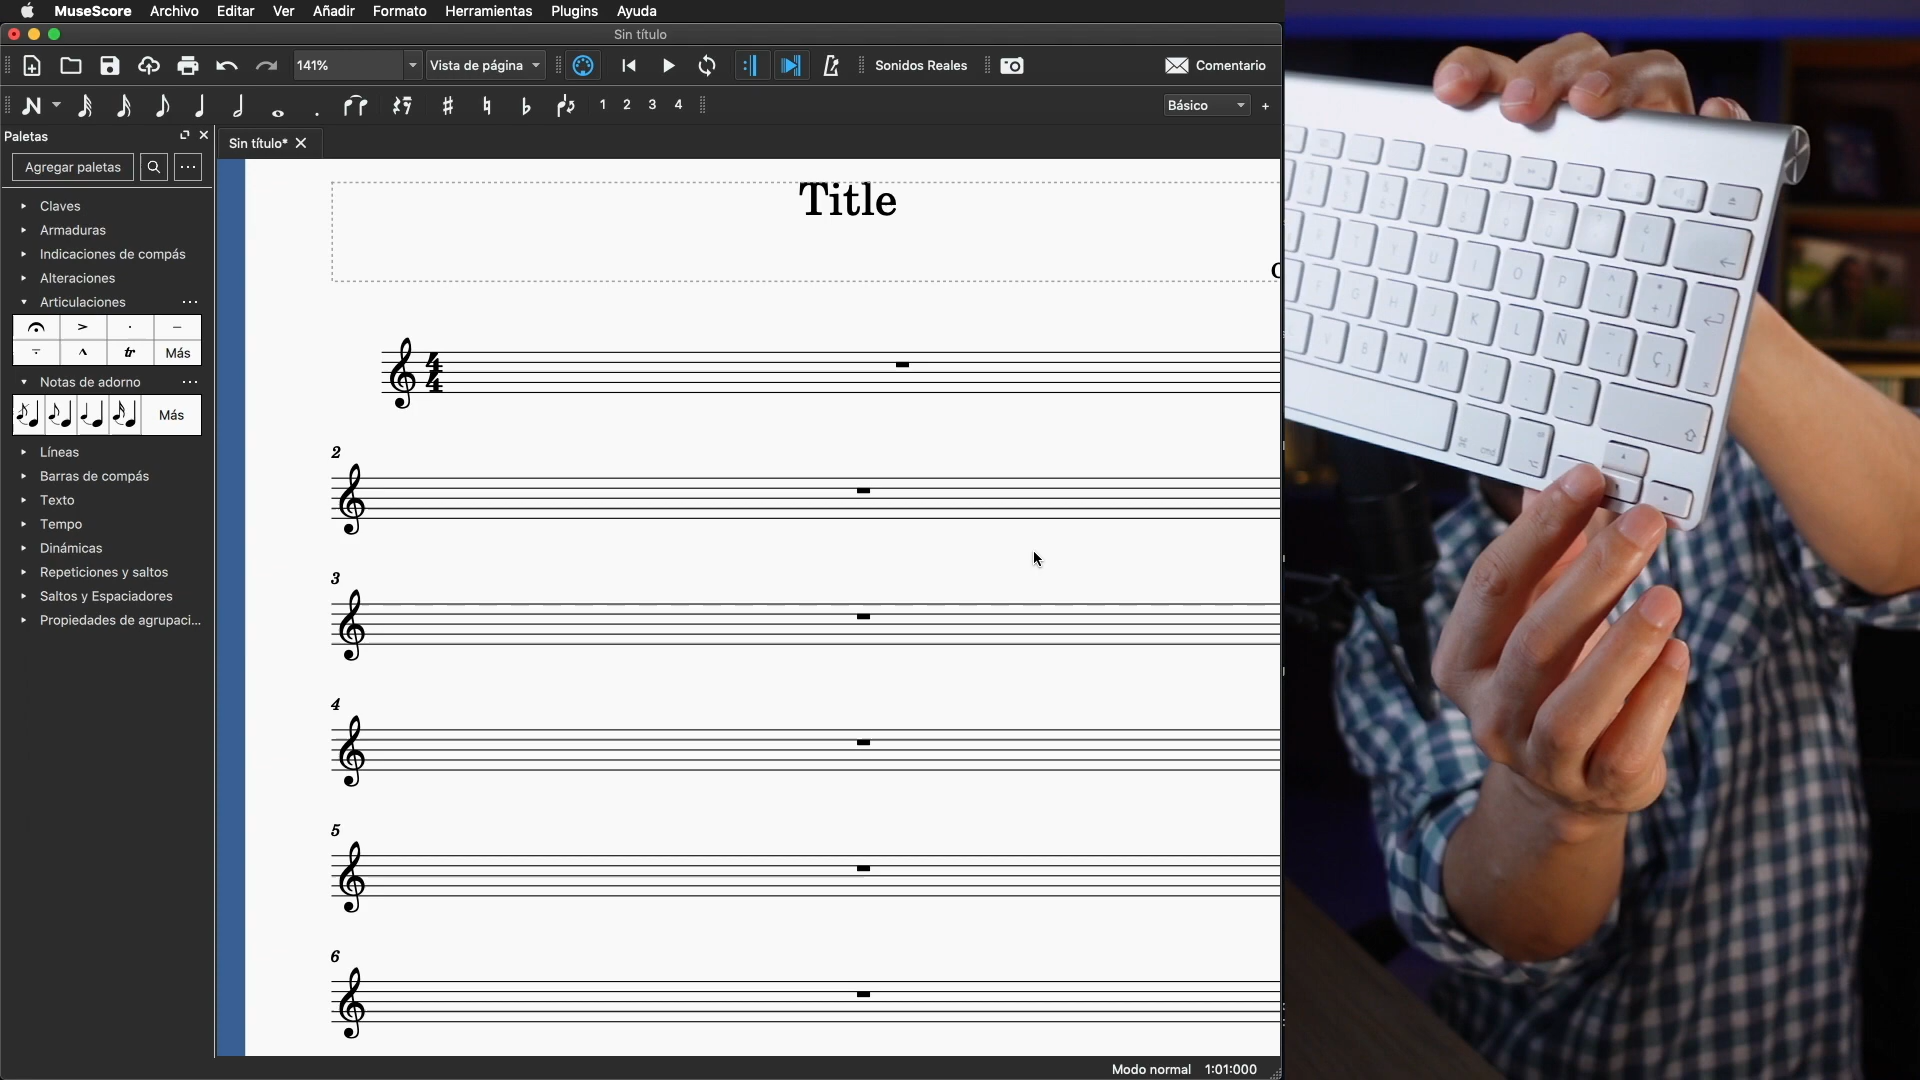 MuseScore Archivo Editar Ver Añadir Formato Herramientas Plugins Ayuda
Sin título
141% Vista de página Sonidos Reales Comentario
1 2 3 4 Básico +
Paletas
Sin título*
Agregar paletas
Title
Claves
Armaduras
Indicaciones de compás
Alteraciones
Articulaciones
tr Más
Notas de adorno
Más
Líneas
Barras de compás
Texto
Tempo
Dinámicas
Repeticiones y saltos
Saltos y Espaciadores
Propiedades de agrupaci...
2
3
4
5
6
Modo normal 1:01:000
T Y U I O P
F G H J K L Ñ Ç
V B N M
cmd